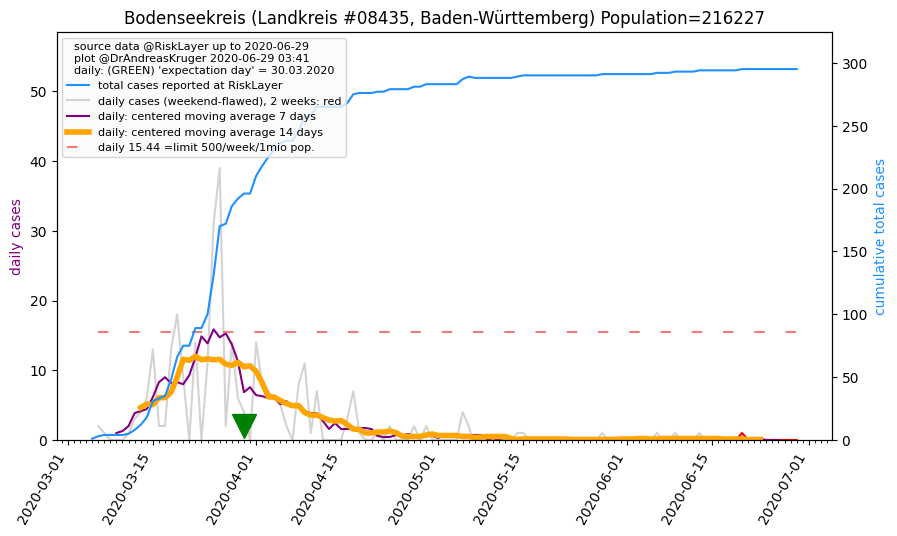 Bodenseekreis (Landkreis #08435, Baden-Württemberg) Population=216227
source data @RiskLayer up to 2020-06-29
plot @DrAndreasKruger 2020-06-29 03:41
daily: (GREEN) 'expectation day' = 30.03.2020
total cases reported at RiskLayer
daily cases (weekend-flawed), 2 weeks: red
daily: centered moving average 7 days
daily: centered moving average 14 days
daily 15.44 =limit 500/week/1mio pop.
daily cases
50
40
30
20
10
0
cumulative total cases
300
250
200
150
100
50
0
2020-03-01
2020-03-15
2020-04-01
2020-04-15
2020-05-01
2020-05-15
2020-06-01
2020-06-15
2020-07-01